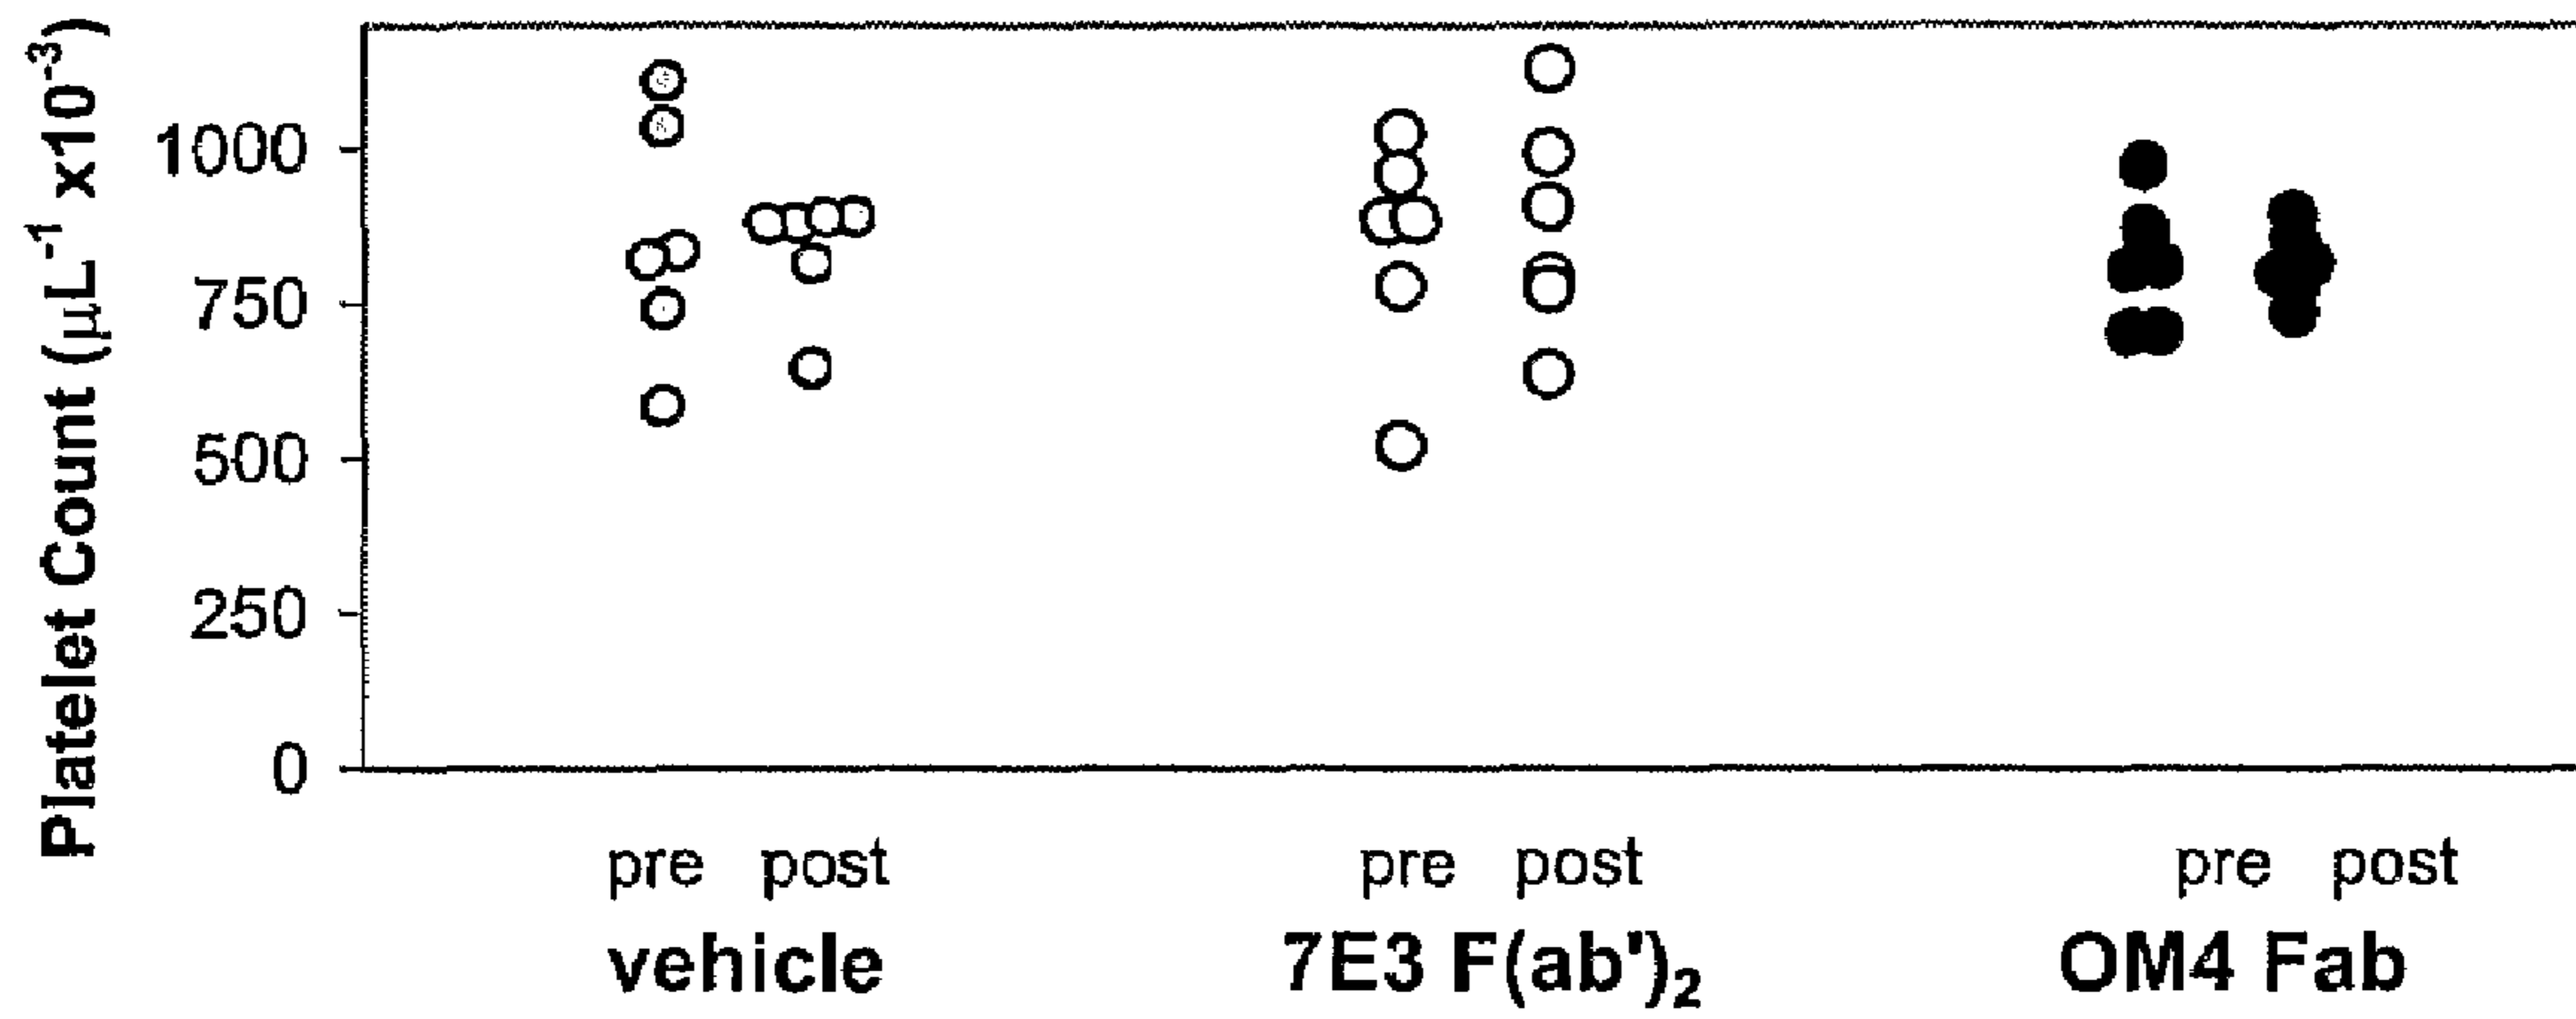 Platelet Count (μL⁻¹ x10⁻³)
1000
750
500
250
0
pre post pre post pre post
vehicle 7E3 F(ab')₂ OM4 Fab